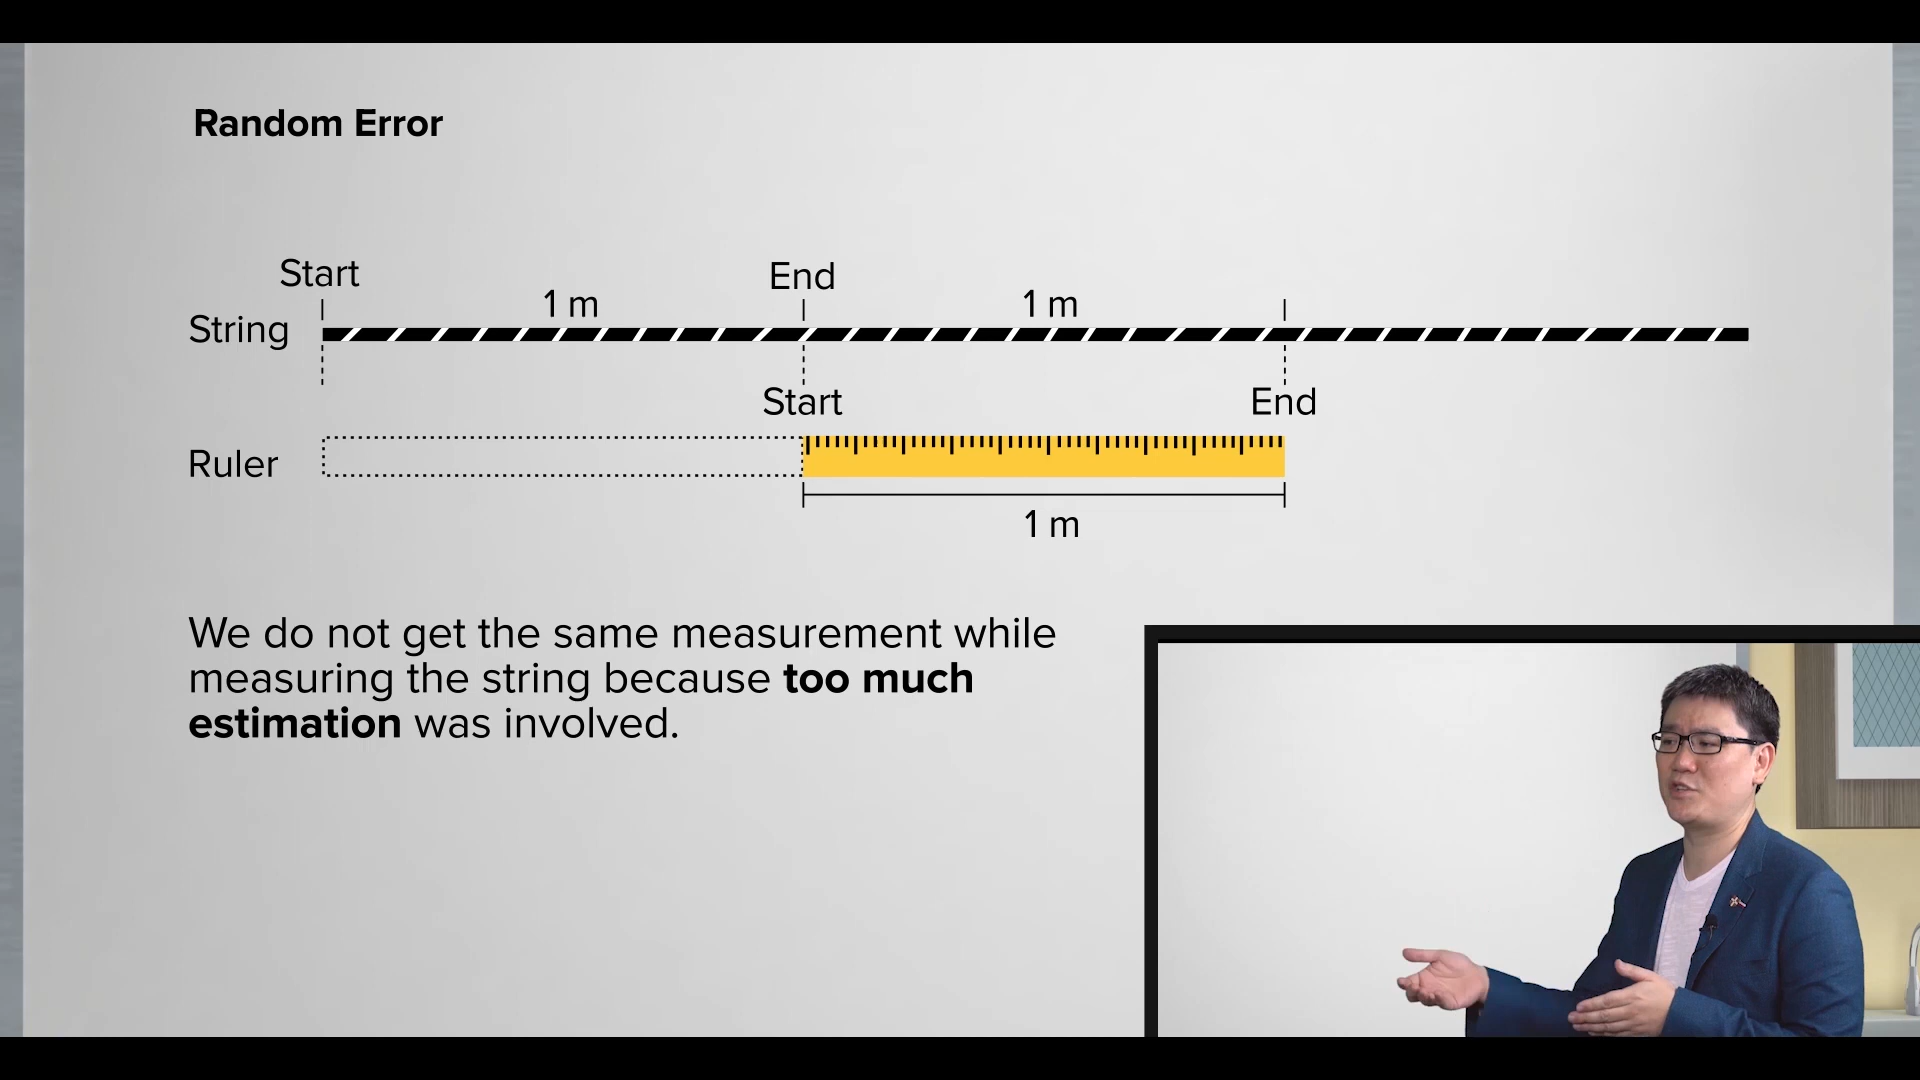 Random Error
Start
End
1 m
1 m
String
Start
End
Ruler
1 m
We do not get the same measurement while
measuring the string because too much
estimation was involved.